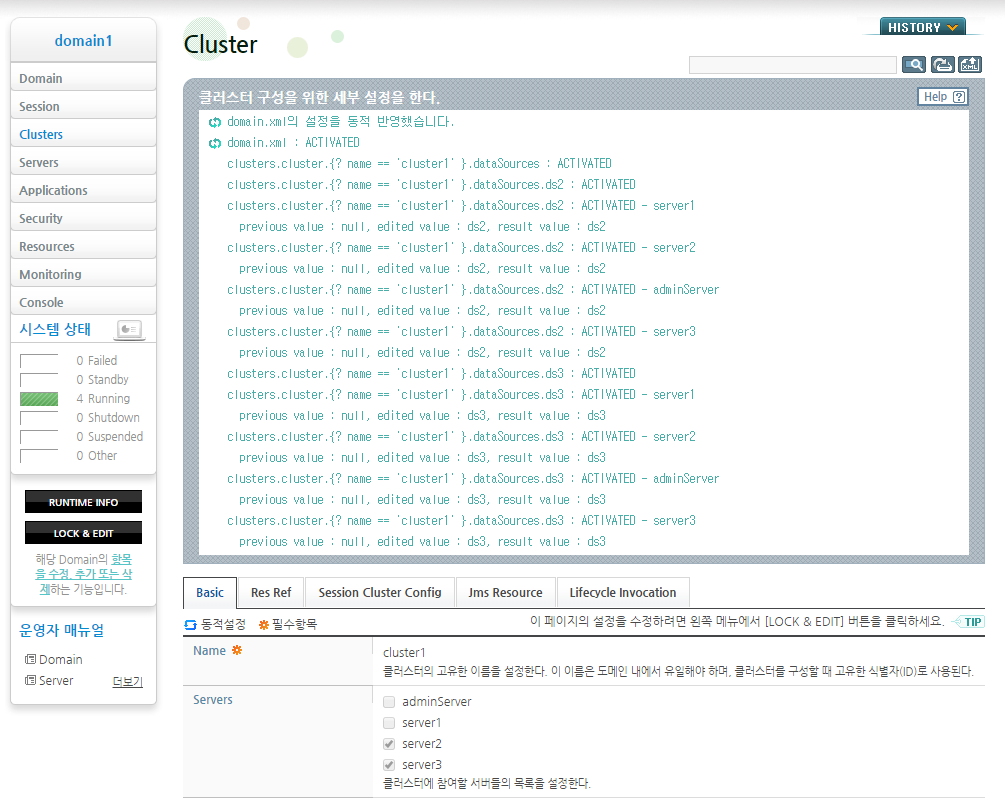 domain1
Domain
Session
Clusters
Servers
Applications
Security
Resources
Monitoring
Console
시스템 상태
0 Failed
0 Standby
4 Running
0 Shutdown
0 Suspended
0 Other
RUNTIME INFO
LOCK & EDIT
해당 Domain의 항목
을 수정, 추가 또는 삭
제하는 기능입니다.
운영자 매뉴얼
Domain
Server 더보기
Cluster
HISTORY
XML
클러스터 구성을 위한 세부 설정을 한다.
Help ?
domain.xml의 설정을 동적 반영했습니다.
domain.xml : ACTIVATED
clusters.cluster.{? name == 'cluster1' }.dataSources : ACTIVATED
clusters.cluster.{? name == 'cluster1' }.dataSources.ds2 : ACTIVATED
clusters.cluster.{? name == 'cluster1' }.dataSources.ds2 : ACTIVATED - server1
previous value : null, edited value : ds2, result value : ds2
clusters.cluster.{? name == 'cluster1' }.dataSources.ds2 : ACTIVATED - server2
previous value : null, edited value : ds2, result value : ds2
clusters.cluster.{? name == 'cluster1' }.dataSources.ds2 : ACTIVATED - adminServer
previous value : null, edited value : ds2, result value : ds2
clusters.cluster.{? name == 'cluster1' }.dataSources.ds2 : ACTIVATED - server3
previous value : null, edited value : ds2, result value : ds2
clusters.cluster.{? name == 'cluster1' }.dataSources.ds3 : ACTIVATED
clusters.cluster.{? name == 'cluster1' }.dataSources.ds3 : ACTIVATED - server1
previous value : null, edited value : ds3, result value : ds3
clusters.cluster.{? name == 'cluster1' }.dataSources.ds3 : ACTIVATED - server2
previous value : null, edited value : ds3, result value : ds3
clusters.cluster.{? name == 'cluster1' }.dataSources.ds3 : ACTIVATED - adminServer
previous value : null, edited value : ds3, result value : ds3
clusters.cluster.{? name == 'cluster1' }.dataSources.ds3 : ACTIVATED - server3
previous value : null, edited value : ds3, result value : ds3
Basic Res Ref Session Cluster Config Jms Resource Lifecycle Invocation
동적설정 필수항목 이 페이지의 설정을 수정하려면 왼쪽 메뉴에서 [LOCK & EDIT] 버튼을 클릭하세요. TIP
Name cluster1
클러스터의 고유한 이름을 설정한다. 이 이름은 도메인 내에서 유일해야 하며, 클러스터를 구성할 때 고유한 식별자(ID)로 사용된다.
Servers adminServer
server1
server2
server3
클러스터에 참여할 서버들의 목록을 설정한다.